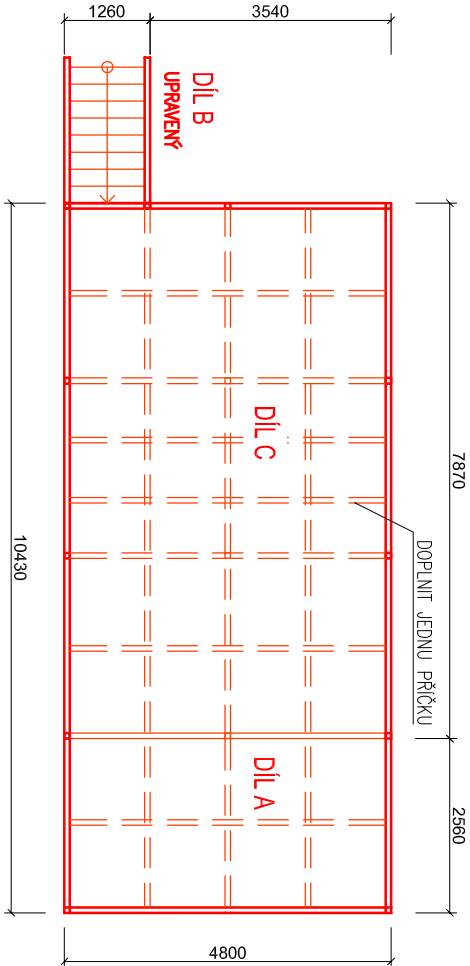 1260
3540
DÍL B
UPRAVENÝ
DÍL C
7870
DOPLNIT JEDNU PŘÍČKU
10430
DÍL A
2560
4800